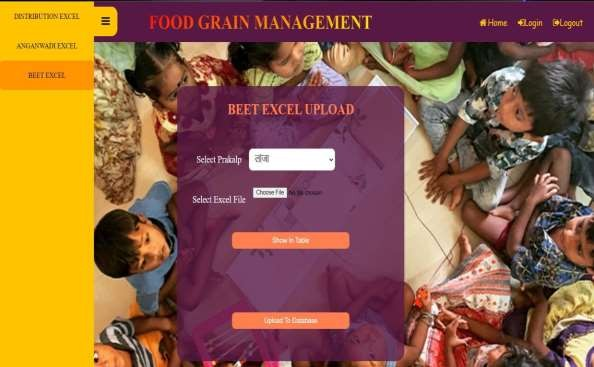 DISTRIBUTION EXCEL
ANGANWADI EXCEL
BEET EXCEL
FOOD GRAIN MANAGEMENT
Home Login Logout
BEET EXCEL UPLOAD
Select Prakalp
Select Excel File Choose File No file chosen
Show In Table
Upload To Database